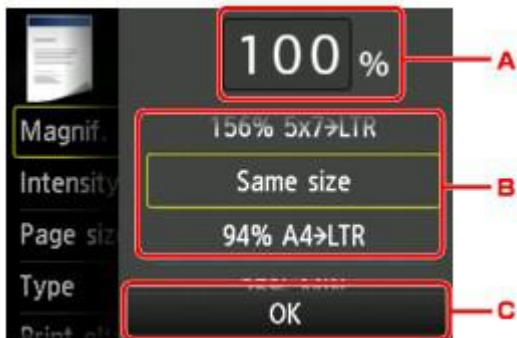 100 %
A
Magnif.
156% 5x7→LTR
Intensity
Same size
B
Page siz
94% A4→LTR
Type
OK
C